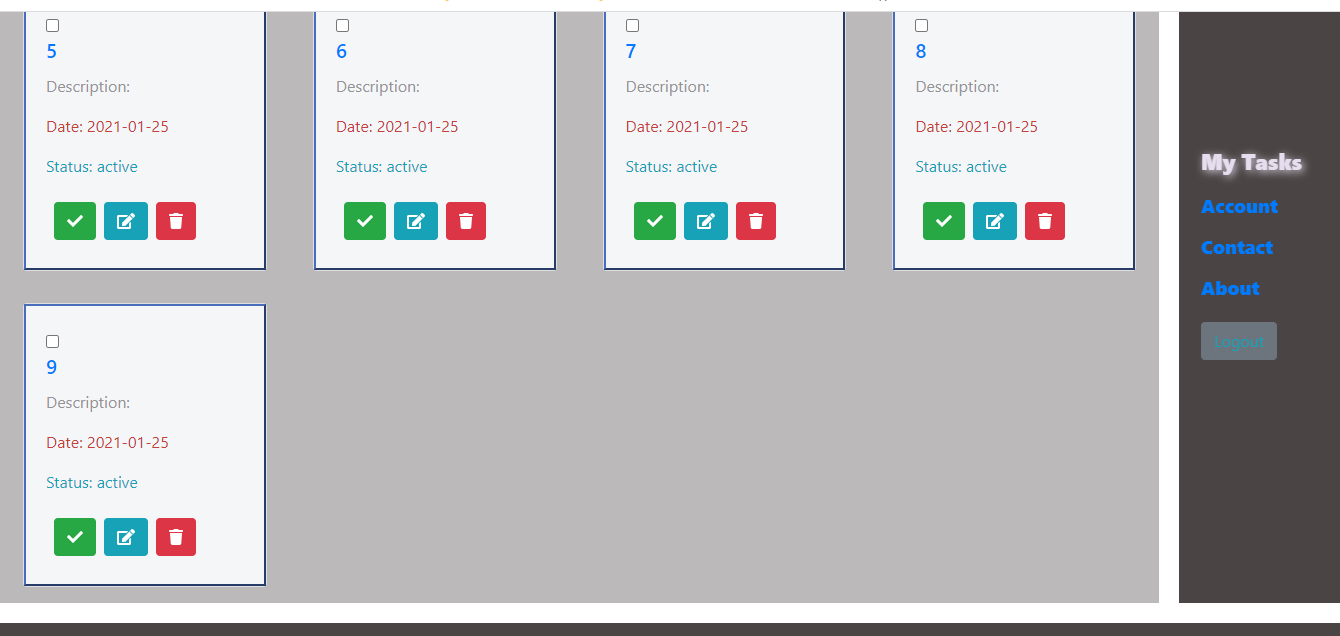 5
Description:
Date: 2021-01-25
Status: active
6
Description:
Date: 2021-01-25
Status: active
7
Description:
Date: 2021-01-25
Status: active
8
Description:
Date: 2021-01-25
Status: active
9
Description:
Date: 2021-01-25
Status: active
My Tasks
Account
Contact
About
Logout